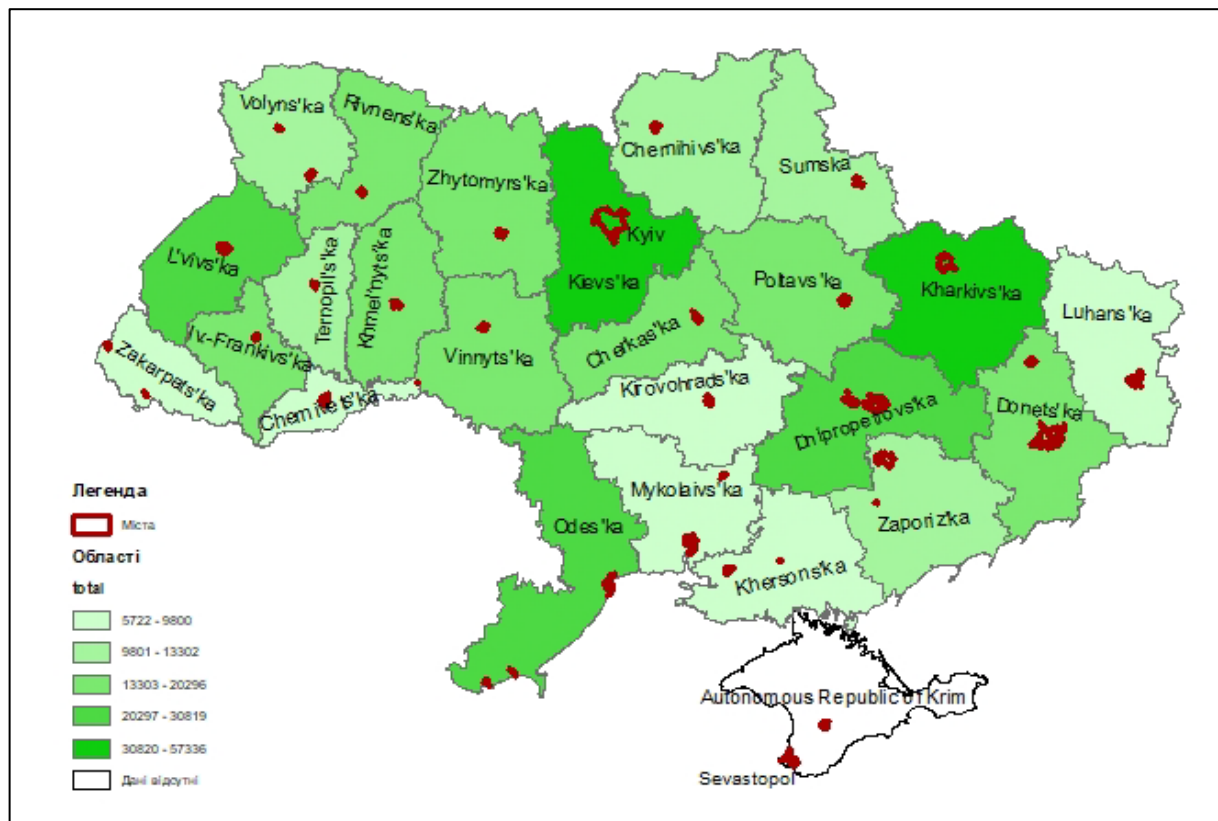 Volyns'ka
Rivnens'ka
Zhytomyrs'ka
Chernihivs'ka
Sumska
L'vivs'ka
Ternopil's'ka
Khmel'nyts'ka
Kyiv
Kievs'ka
Poltavs'ka
Kharkivs'ka
Luhans'ka
Zakarpats'ka
Iv.-Frankivs'ka
Chernivets'ka
Vinnyts'ka
Cherkas'ka
Kirovohrads'ka
Dnipropetrovs'ka
Donets'ka
Mykolaivs'ka
Odes'ka
Zaporiz'ka
Khersons'ka
Autonomous Republic of Krim
Sevastopol
Легенда
Міста
Області
total
5722 - 9800
9801 - 13302
13303 - 20296
20297 - 30819
30820 - 57336
Дані відсутні